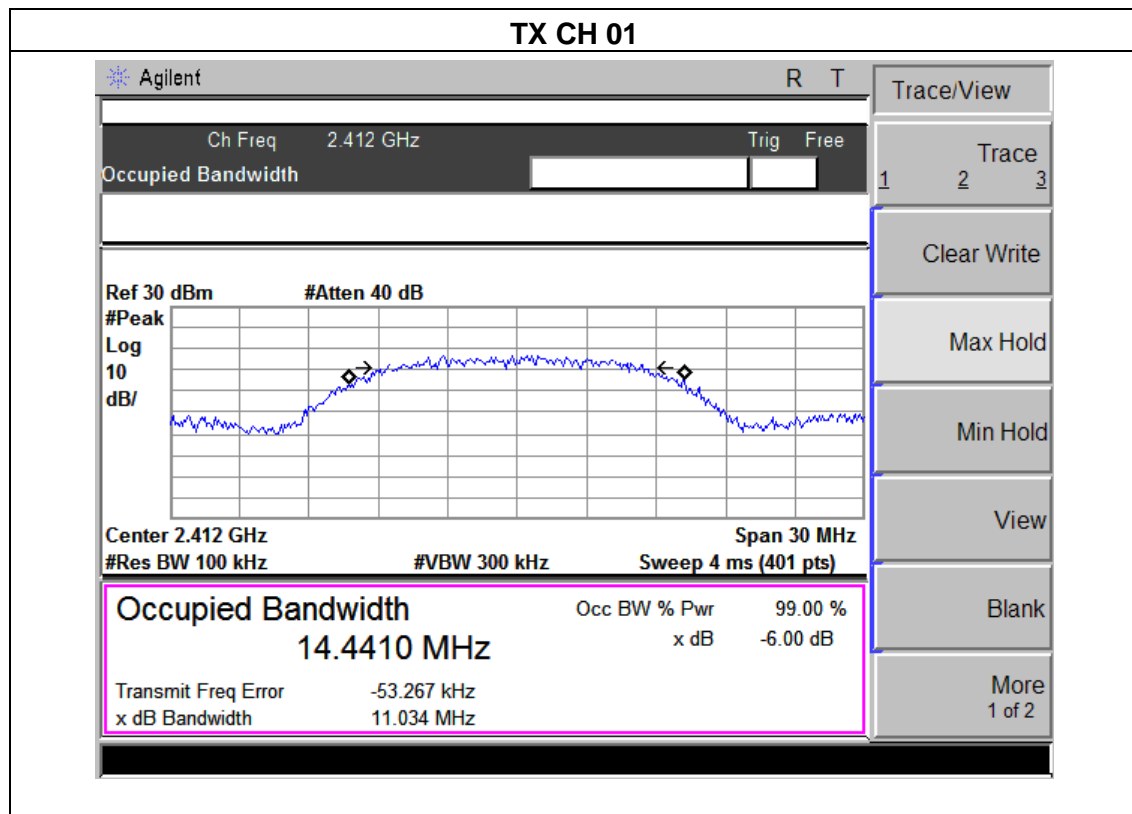 TX CH 01
Agilent R T
Trace/View
Ch Freq 2.412 GHz Trig Free
Occupied Bandwidth
Trace
1 2 3
Clear Write
Ref 30 dBm #Atten 40 dB
#Peak
Log
10
dB/
Max Hold
Min Hold
View
Center 2.412 GHz Span 30 MHz
#Res BW 100 kHz #VBW 300 kHz Sweep 4 ms (401 pts)
Occupied Bandwidth Occ BW % Pwr 99.00 %
14.4410 MHz x dB -6.00 dB
Blank
Transmit Freq Error -53.267 kHz
x dB Bandwidth 11.034 MHz
More
1 of 2